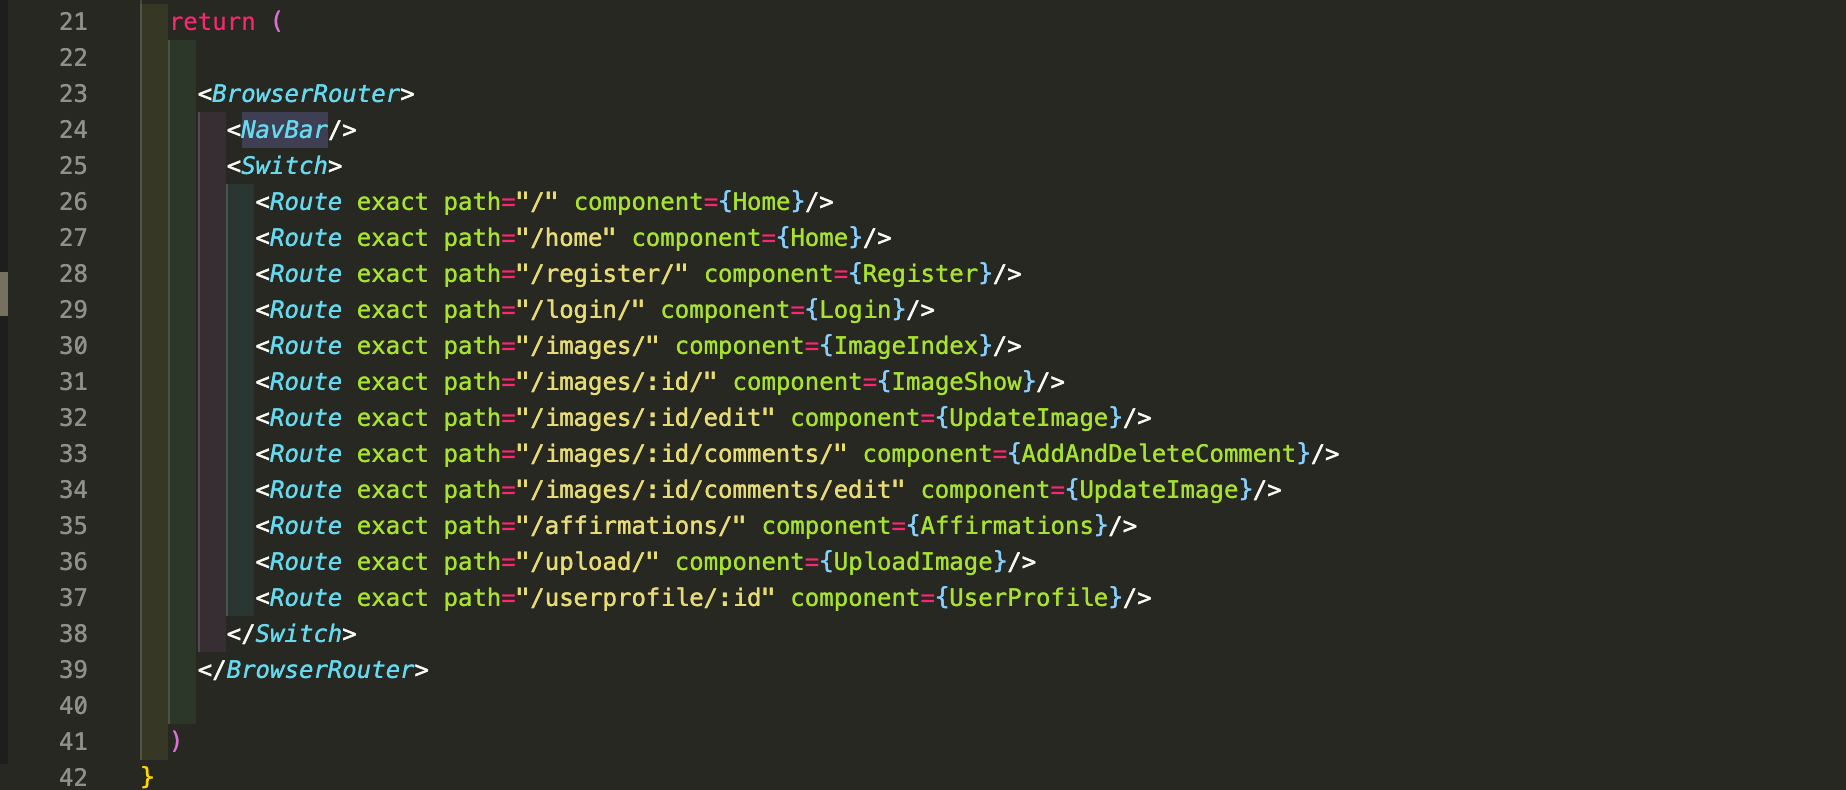 21 return (
22
23 <BrowserRouter>
24 <NavBar/>
25 <Switch>
26 <Route exact path="/" component={Home}/>
27 <Route exact path="/home" component={Home}/>
28 <Route exact path="/register/" component={Register}/>
29 <Route exact path="/login/" component={Login}/>
30 <Route exact path="/images/" component={ImageIndex}/>
31 <Route exact path="/images/:id/" component={ImageShow}/>
32 <Route exact path="/images/:id/edit" component={UpdateImage}/>
33 <Route exact path="/images/:id/comments/" component={AddAndDeleteComment}/>
34 <Route exact path="/images/:id/comments/edit" component={UpdateImage}/>
35 <Route exact path="/affirmations/" component={Affirmations}/>
36 <Route exact path="/upload/" component={UploadImage}/>
37 <Route exact path="/userprofile/:id" component={UserProfile}/>
38 </Switch>
39 </BrowserRouter>
40
41 )
42 }